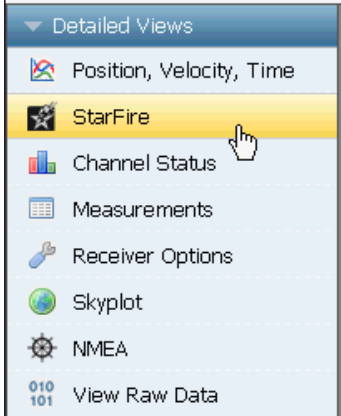 Detailed Views
Position, Velocity, Time
StarFire
Channel Status
Measurements
Receiver Options
Skyplot
NMEA
010
101
View Raw Data